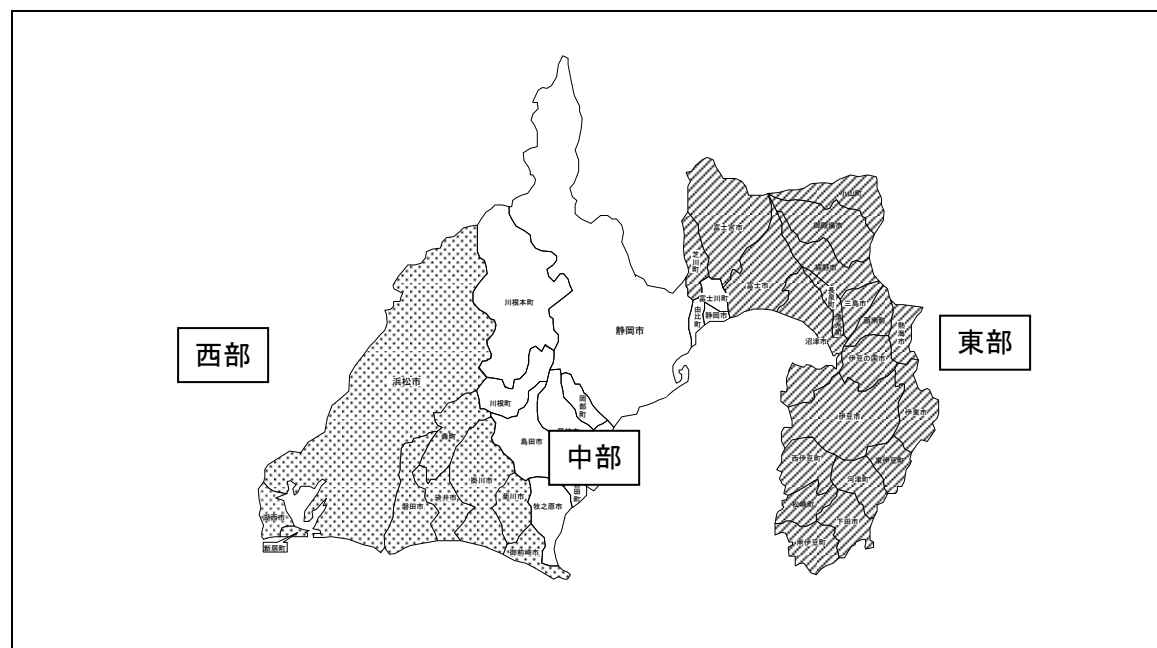 小山町
御殿場市
富士宮市
裾野市
芝川町
富士市
長泉町
三島市
富士川町
清水町
函南町
熱海市
川根本町
由比町
静岡市
静岡市
沼津市
東部
西部
伊豆の国市
浜松市
川根町
岡部町
伊豆市
伊東市
島田市
中部
森町
西伊豆町
東伊豆町
掛川市
河津町
袋井市
菊川市
磐田市
牧之原市
松崎町
湖西市
下田市
新居町
御前崎市
南伊豆町